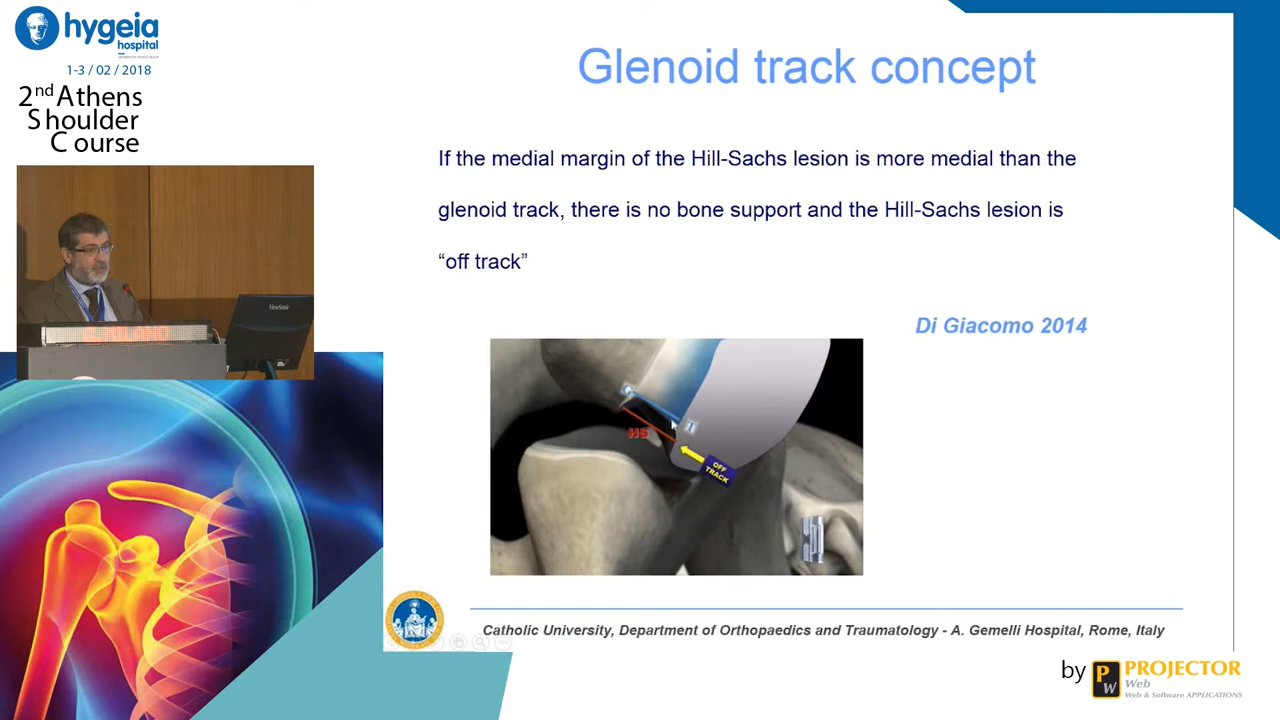 hygeia
hospital
1-3 / 02 / 2018
2nd Athens
Shoulder
Course
Glenoid track concept
If the medial margin of the Hill-Sachs lesion is more medial than the
glenoid track, there is no bone support and the Hill-Sachs lesion is
“off track”
Di Giacomo 2014
HS
OFF
TRACK
ViewSonic
Catholic University, Department of Orthopaedics and Traumatology - A. Gemelli Hospital, Rome, Italy
by
PW
PROJECTOR
Web
Web & Software APPLICATIONS